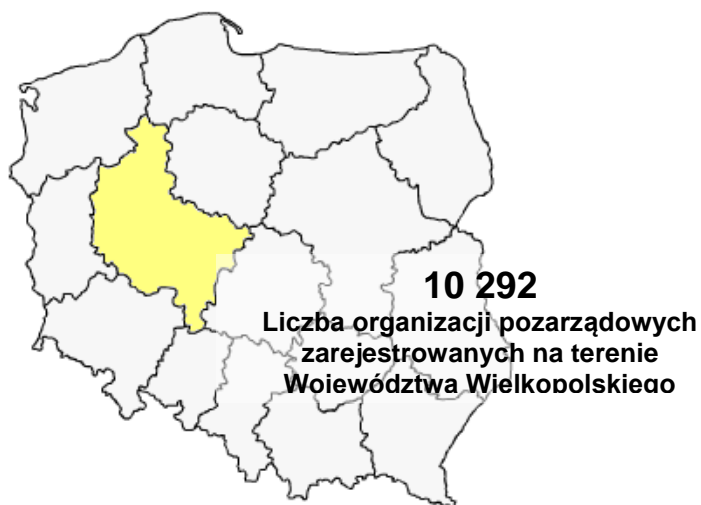 10 292
Liczba organizacji pozarządowych
zarejestrowanych na terenie
Województwa Wielkopolskiego